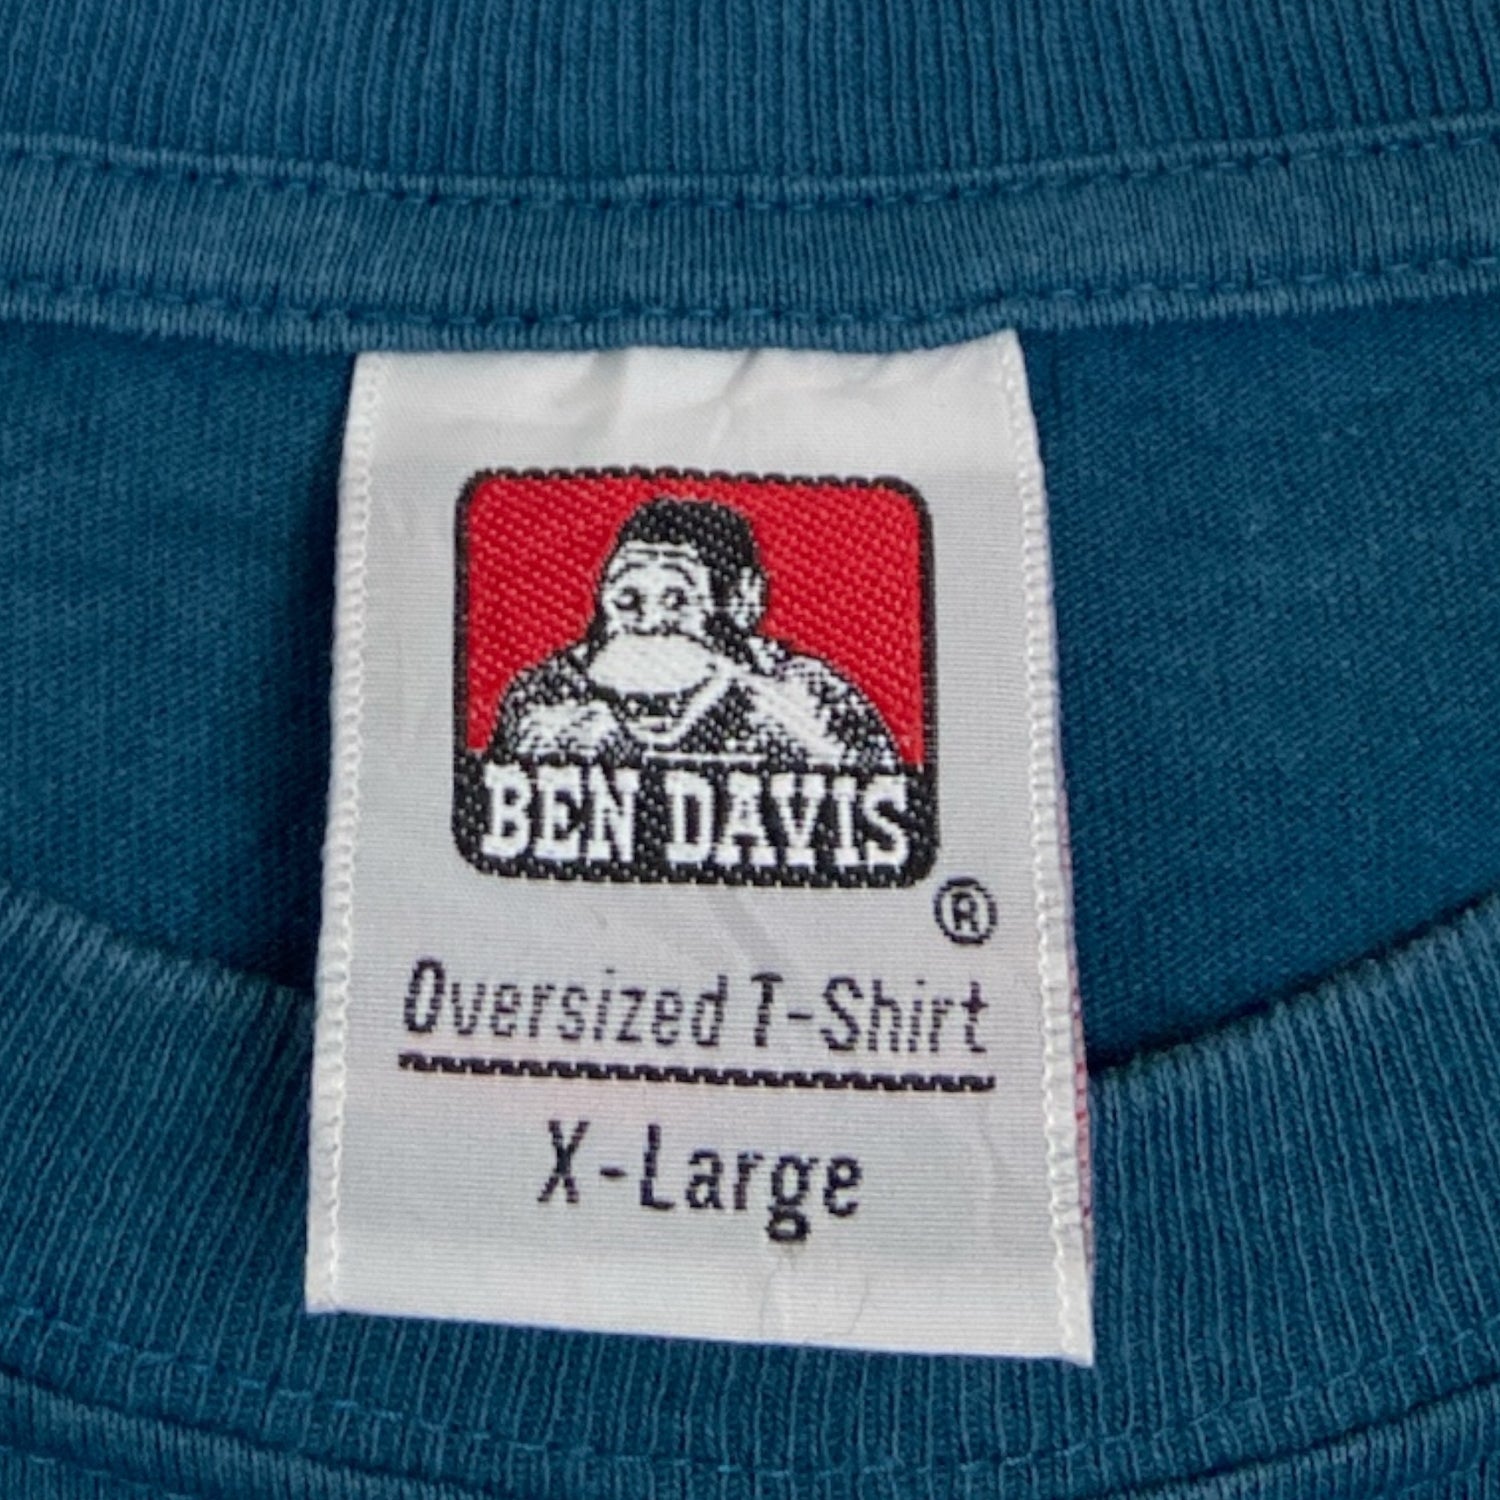 BEN DAVIS
®
Oversized T-Shirt
X-Large